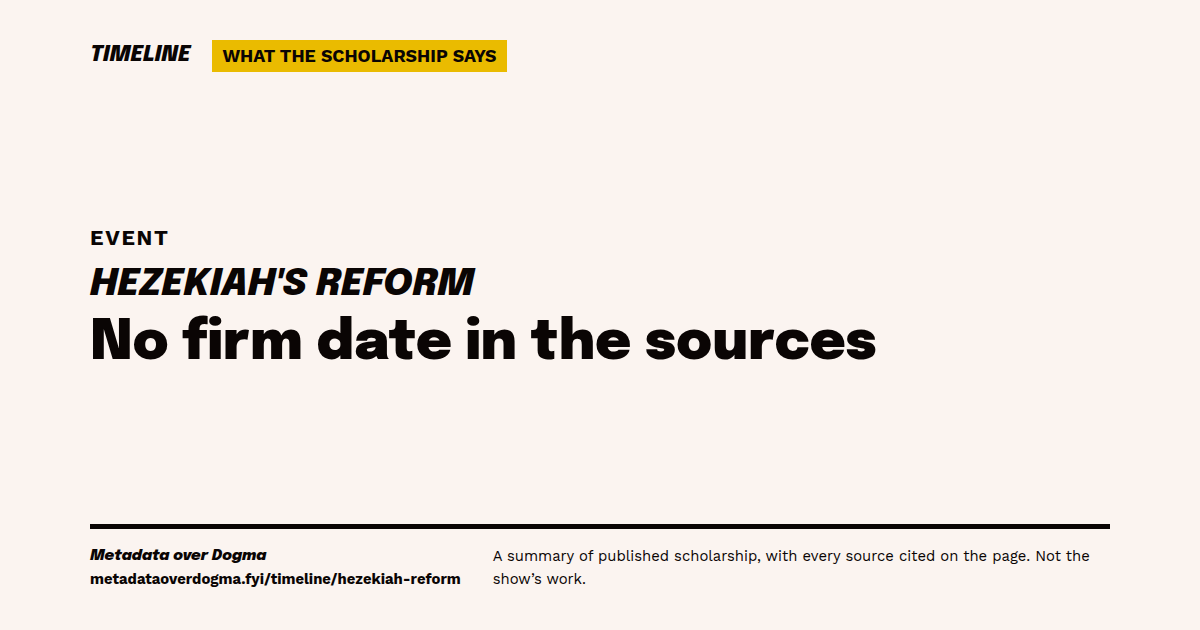 TIMELINE
WHAT THE SCHOLARSHIP SAYS
EVENT
HEZEKIAH'S REFORM
No firm date in the sources
Metadata over Dogma
metadataoverdogma.fyi/timeline/hezekiah-reform
A summary of published scholarship, with every source cited on the page. Not the
show’s work.